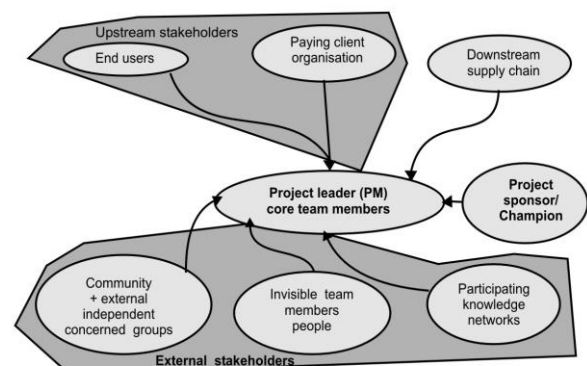 Upstream stakeholders
End users
Paying client
organisation
Downstream
supply chain
Project leader (PM)
core team members
Project
sponsor/
Champion
Community
+ external
independent
concerned groups
Invisible team
members
people
Participating
knowledge
networks
External stakeholders